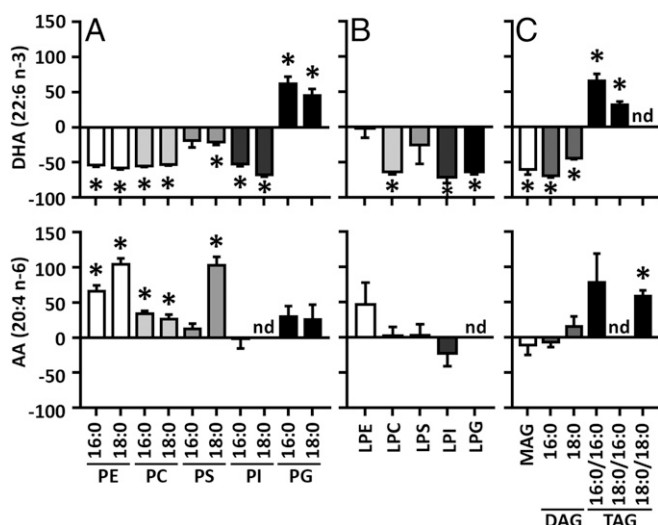 A B C
DHA (22:6 n-3)
150
100
50
0
-50
-100
* * * * * * * * *
* * *
* * * * * nd
AA (20:4 n-6)
150
100
50
0
-50
-100
* * * * * nd
nd
nd *
16:0 18:0 16:0 18:0 16:0 18:0 16:0 18:0 16:0 18:0
PE PC PS PI PG
LPE LPC LPS LPI LPG
MAG 16:0 18:0 16:0/16:0 18:0/16:0 18:0/18:0
DAG TAG